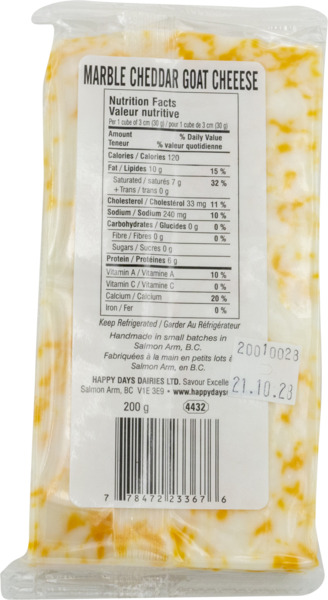 MARBLE CHEDDAR GOAT CHEEESE
Nutrition Facts
Valeur nutritive
Per 1 cube of 3 cm (30 g) / pour 1 cube de 3 cm (30 g)
Amount % Daily Value
Teneur % valeur quotidienne
Calories / Calories 120
Fat / Lipides 10 g 15 %
Saturated / saturés 7 g 32 %
+ Trans / trans 0 g
Cholesterol / Cholestérol 33 mg 11 %
Sodium / Sodium 240 mg 10 %
Carbohydrates / Glucides 0 g 0 %
Fibre / Fibres 0 g 0 %
Sugars / Sucres 0 g
Protein / Protéines 6 g
Vitamin A / Vitamine A 10 %
Vitamin C / Vitamine C 0 %
Calcium / Calcium 20 %
Iron / Fer 0 %
Keep Refrigerated / Garder Au Réfrigérateur
Handmade in small batches in
Salmon Arm, B.C.
20010023
Fabriquées à la main en petits lots à
Salmon Arm, en B.C.
HAPPY DAYS DAIRIES LTD. Savour Excelle
Salmon Arm, BC V1E 3E9 • www.happydays
21.10.23
200 g 4432
7 78472 23367 6